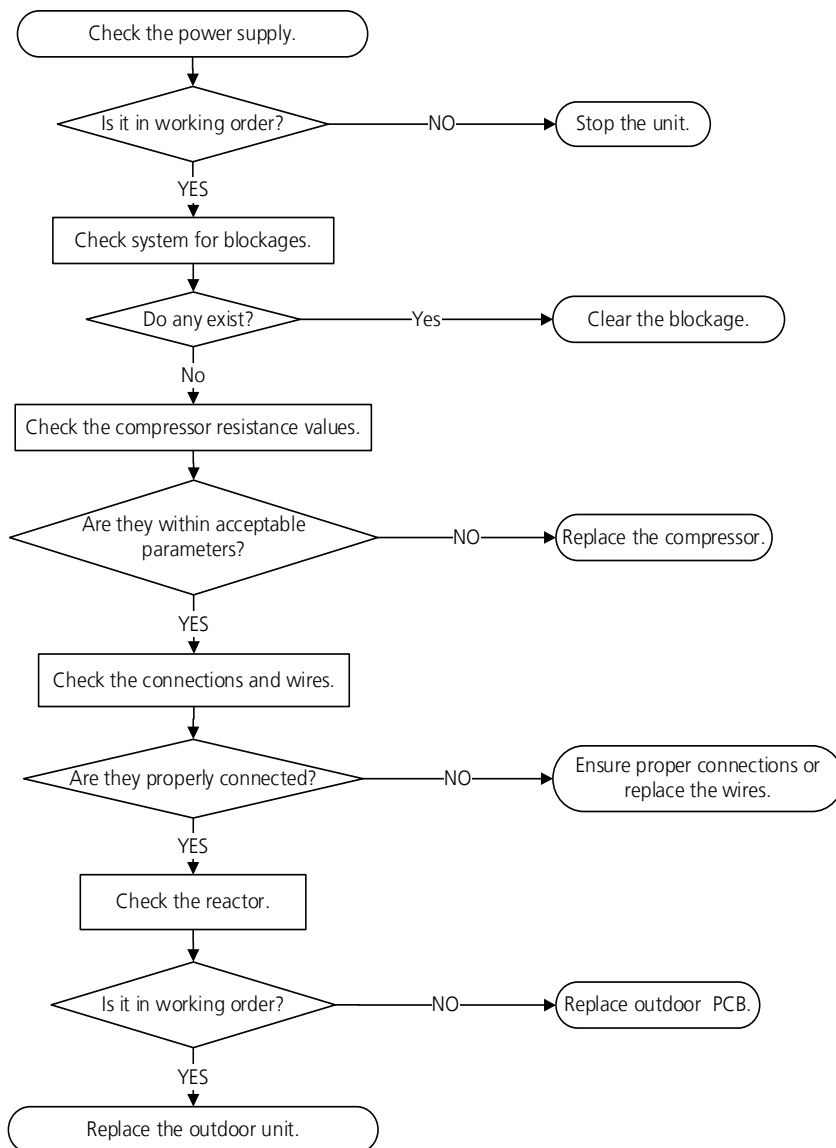 Check the power supply.
Is it in working order?
NO
Stop the unit.
YES
Check system for blockages.
Do any exist?
Yes
Clear the blockage.
No
Check the compressor resistance values.
Are they within acceptable
parameters?
NO
Replace the compressor.
YES
Check the connections and wires.
Are they properly connected?
NO
Ensure proper connections or
replace the wires.
YES
Check the reactor.
Is it in working order?
NO
Replace outdoor PCB.
YES
Replace the outdoor unit.